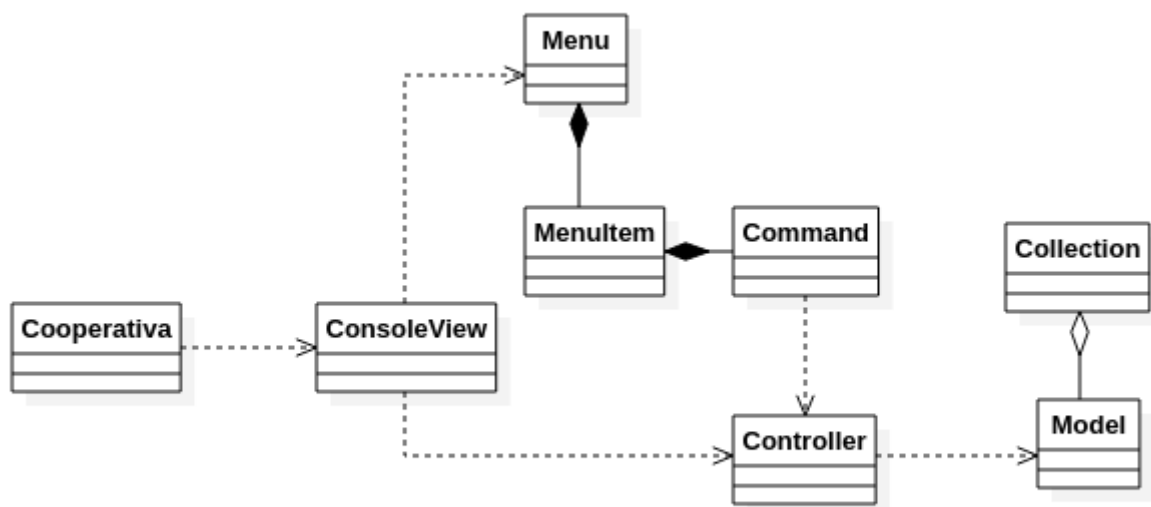 Menu
MenuItem
Command
Collection
Cooperativa
ConsoleView
Controller
Model